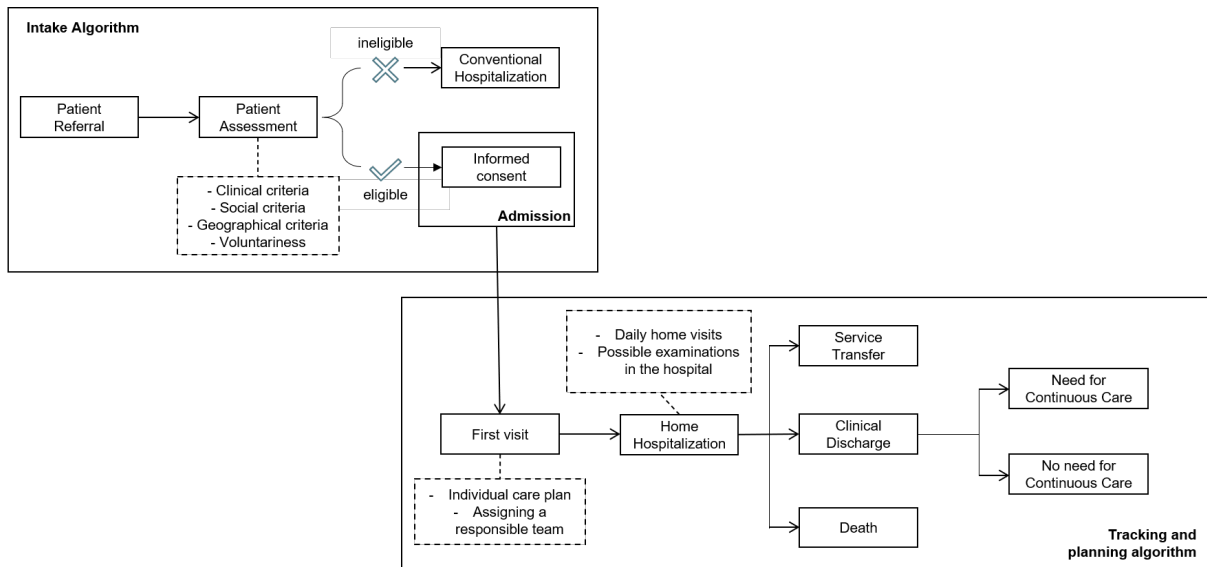 Intake Algorithm
ineligible
Conventional
Hospitalization
Patient
Referral
Patient
Assessment
Informed
consent
eligible
Admission
- Clinical criteria
- Social criteria
- Geographical criteria
- Voluntariness
- Daily home visits
- Possible examinations
in the hospital
Service
Transfer
Need for
Continuous Care
First visit
Home
Hospitalization
Clinical
Discharge
No need for
Continuous Care
- Individual care plan
- Assigning a
responsible team
Death
Tracking and
planning algorithm